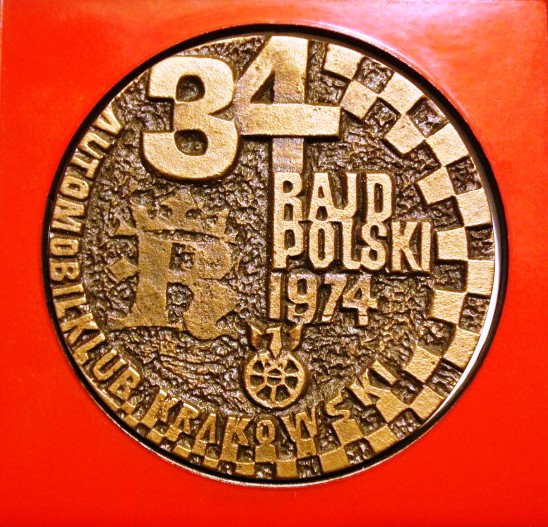 34
RAJD
POLSKI
1974
R
AUTOMOBILKLUB KRAKOWSKI